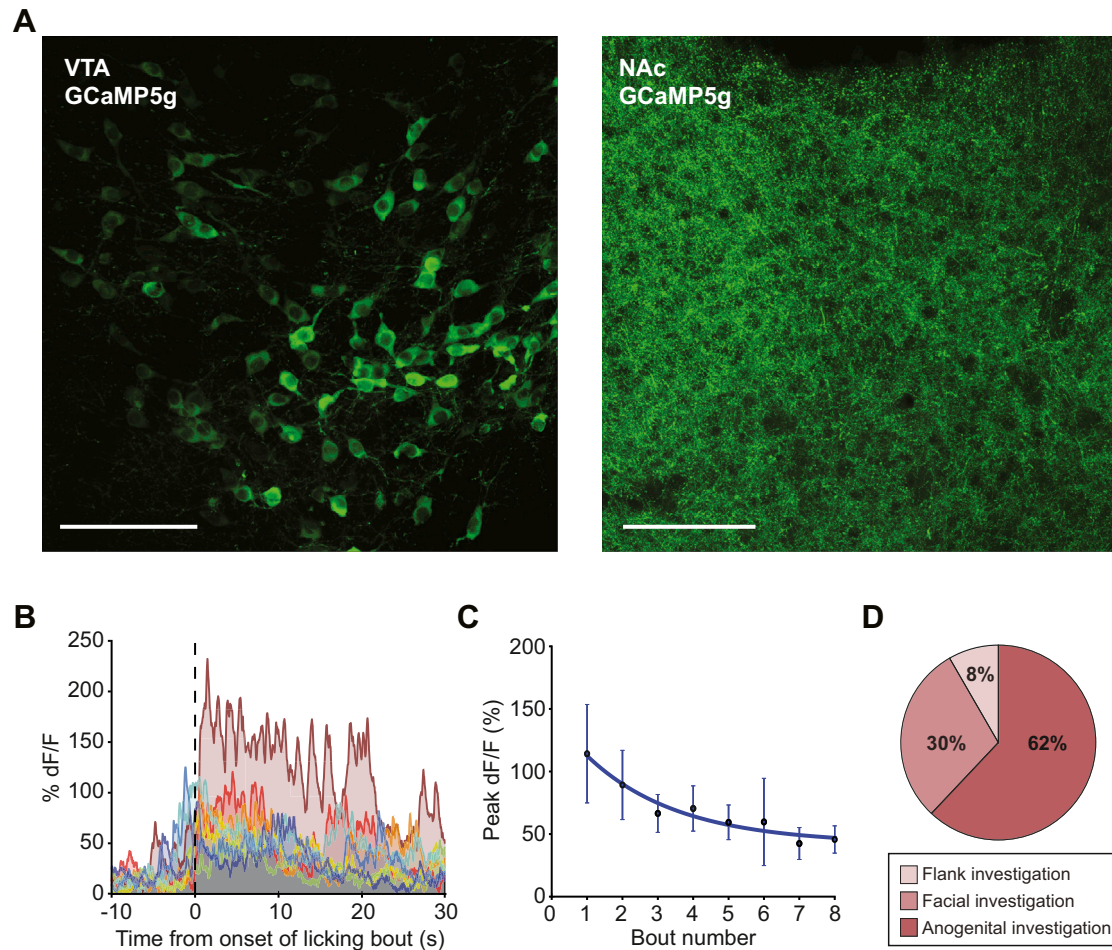 A
VTA
GCaMP5g
NAc
GCaMP5g
B
% dF/F
250
200
150
100
50
0
-10
0
10
20
30
Time from onset of licking bout (s)
C
Peak dF/F (%)
200
150
100
50
0
0
1
2
3
4
5
6
7
8
Bout number
D
8%
30%
62%
Flank investigation
Facial investigation
Anogenital investigation